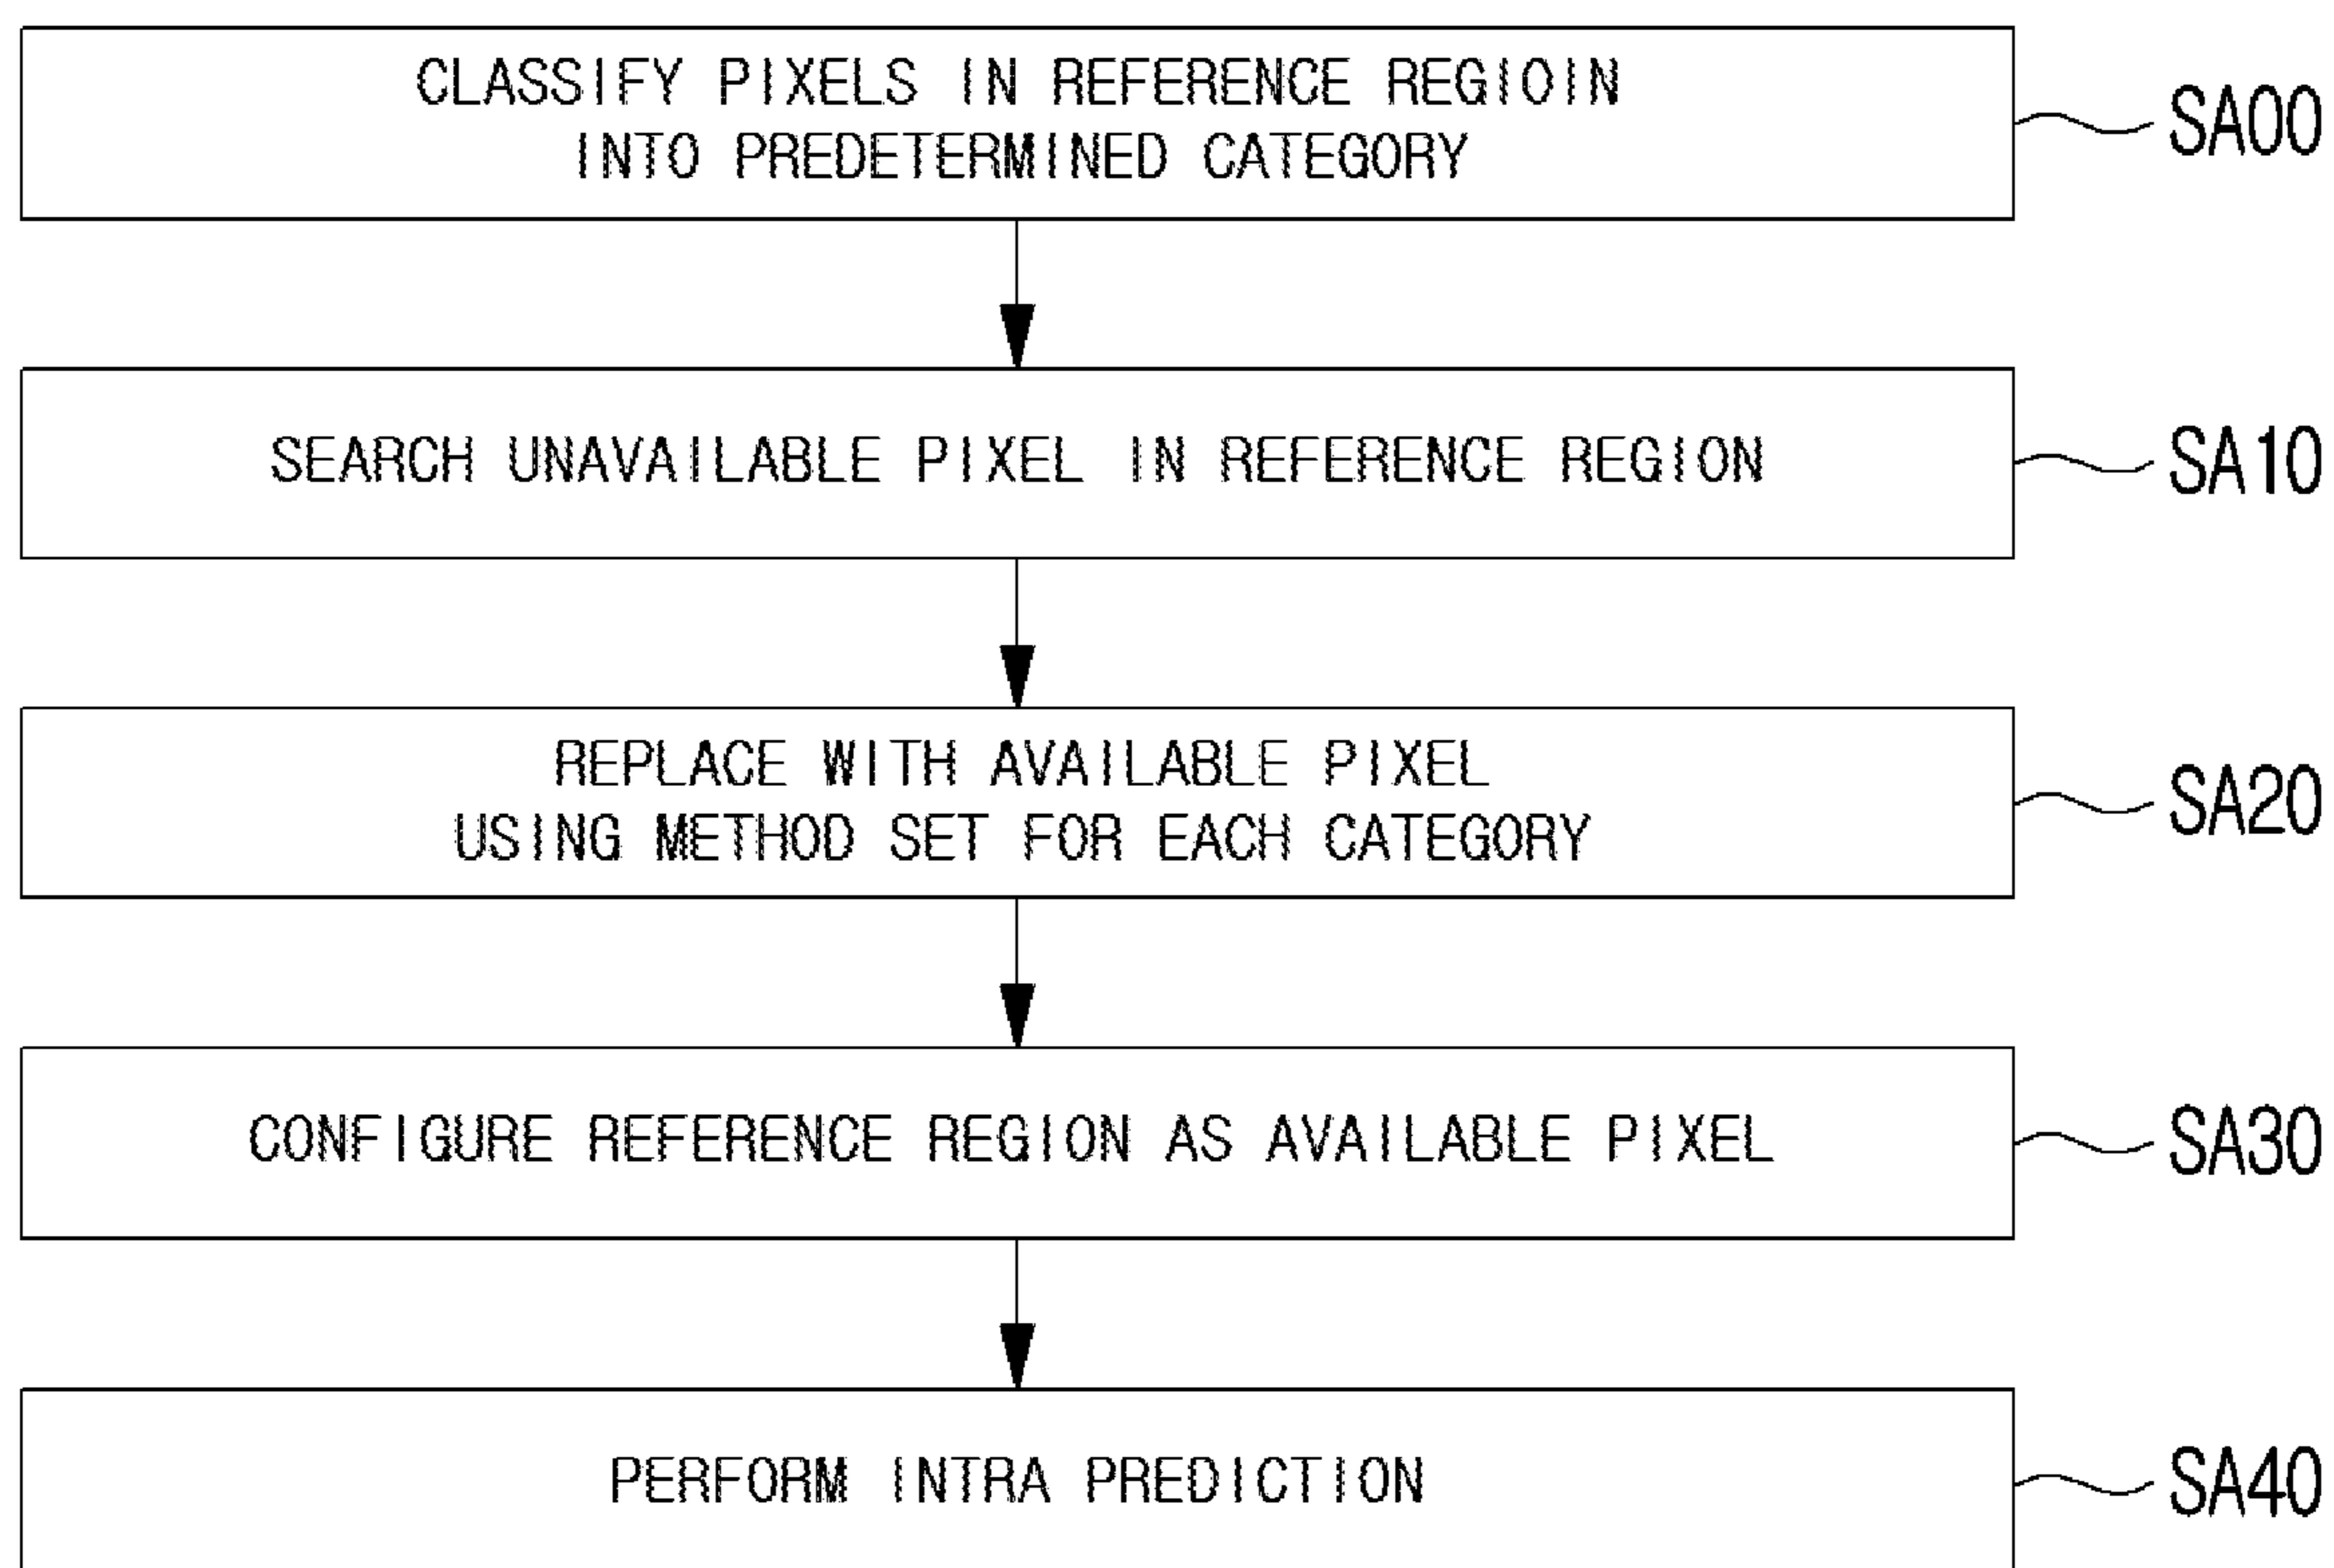 CLASSIFY PIXELS IN REFERENCE REGIOIN
INTO PREDETERMINED CATEGORY
SA00
SEARCH UNAVAILABLE PIXEL IN REFERENCE REGION
SA10
REPLACE WITH AVAILABLE PIXEL
USING METHOD SET FOR EACH CATEGORY
SA20
CONFIGURE REFERENCE REGION AS AVAILABLE PIXEL
SA30
PERFORM INTRA PREDICTION
SA40